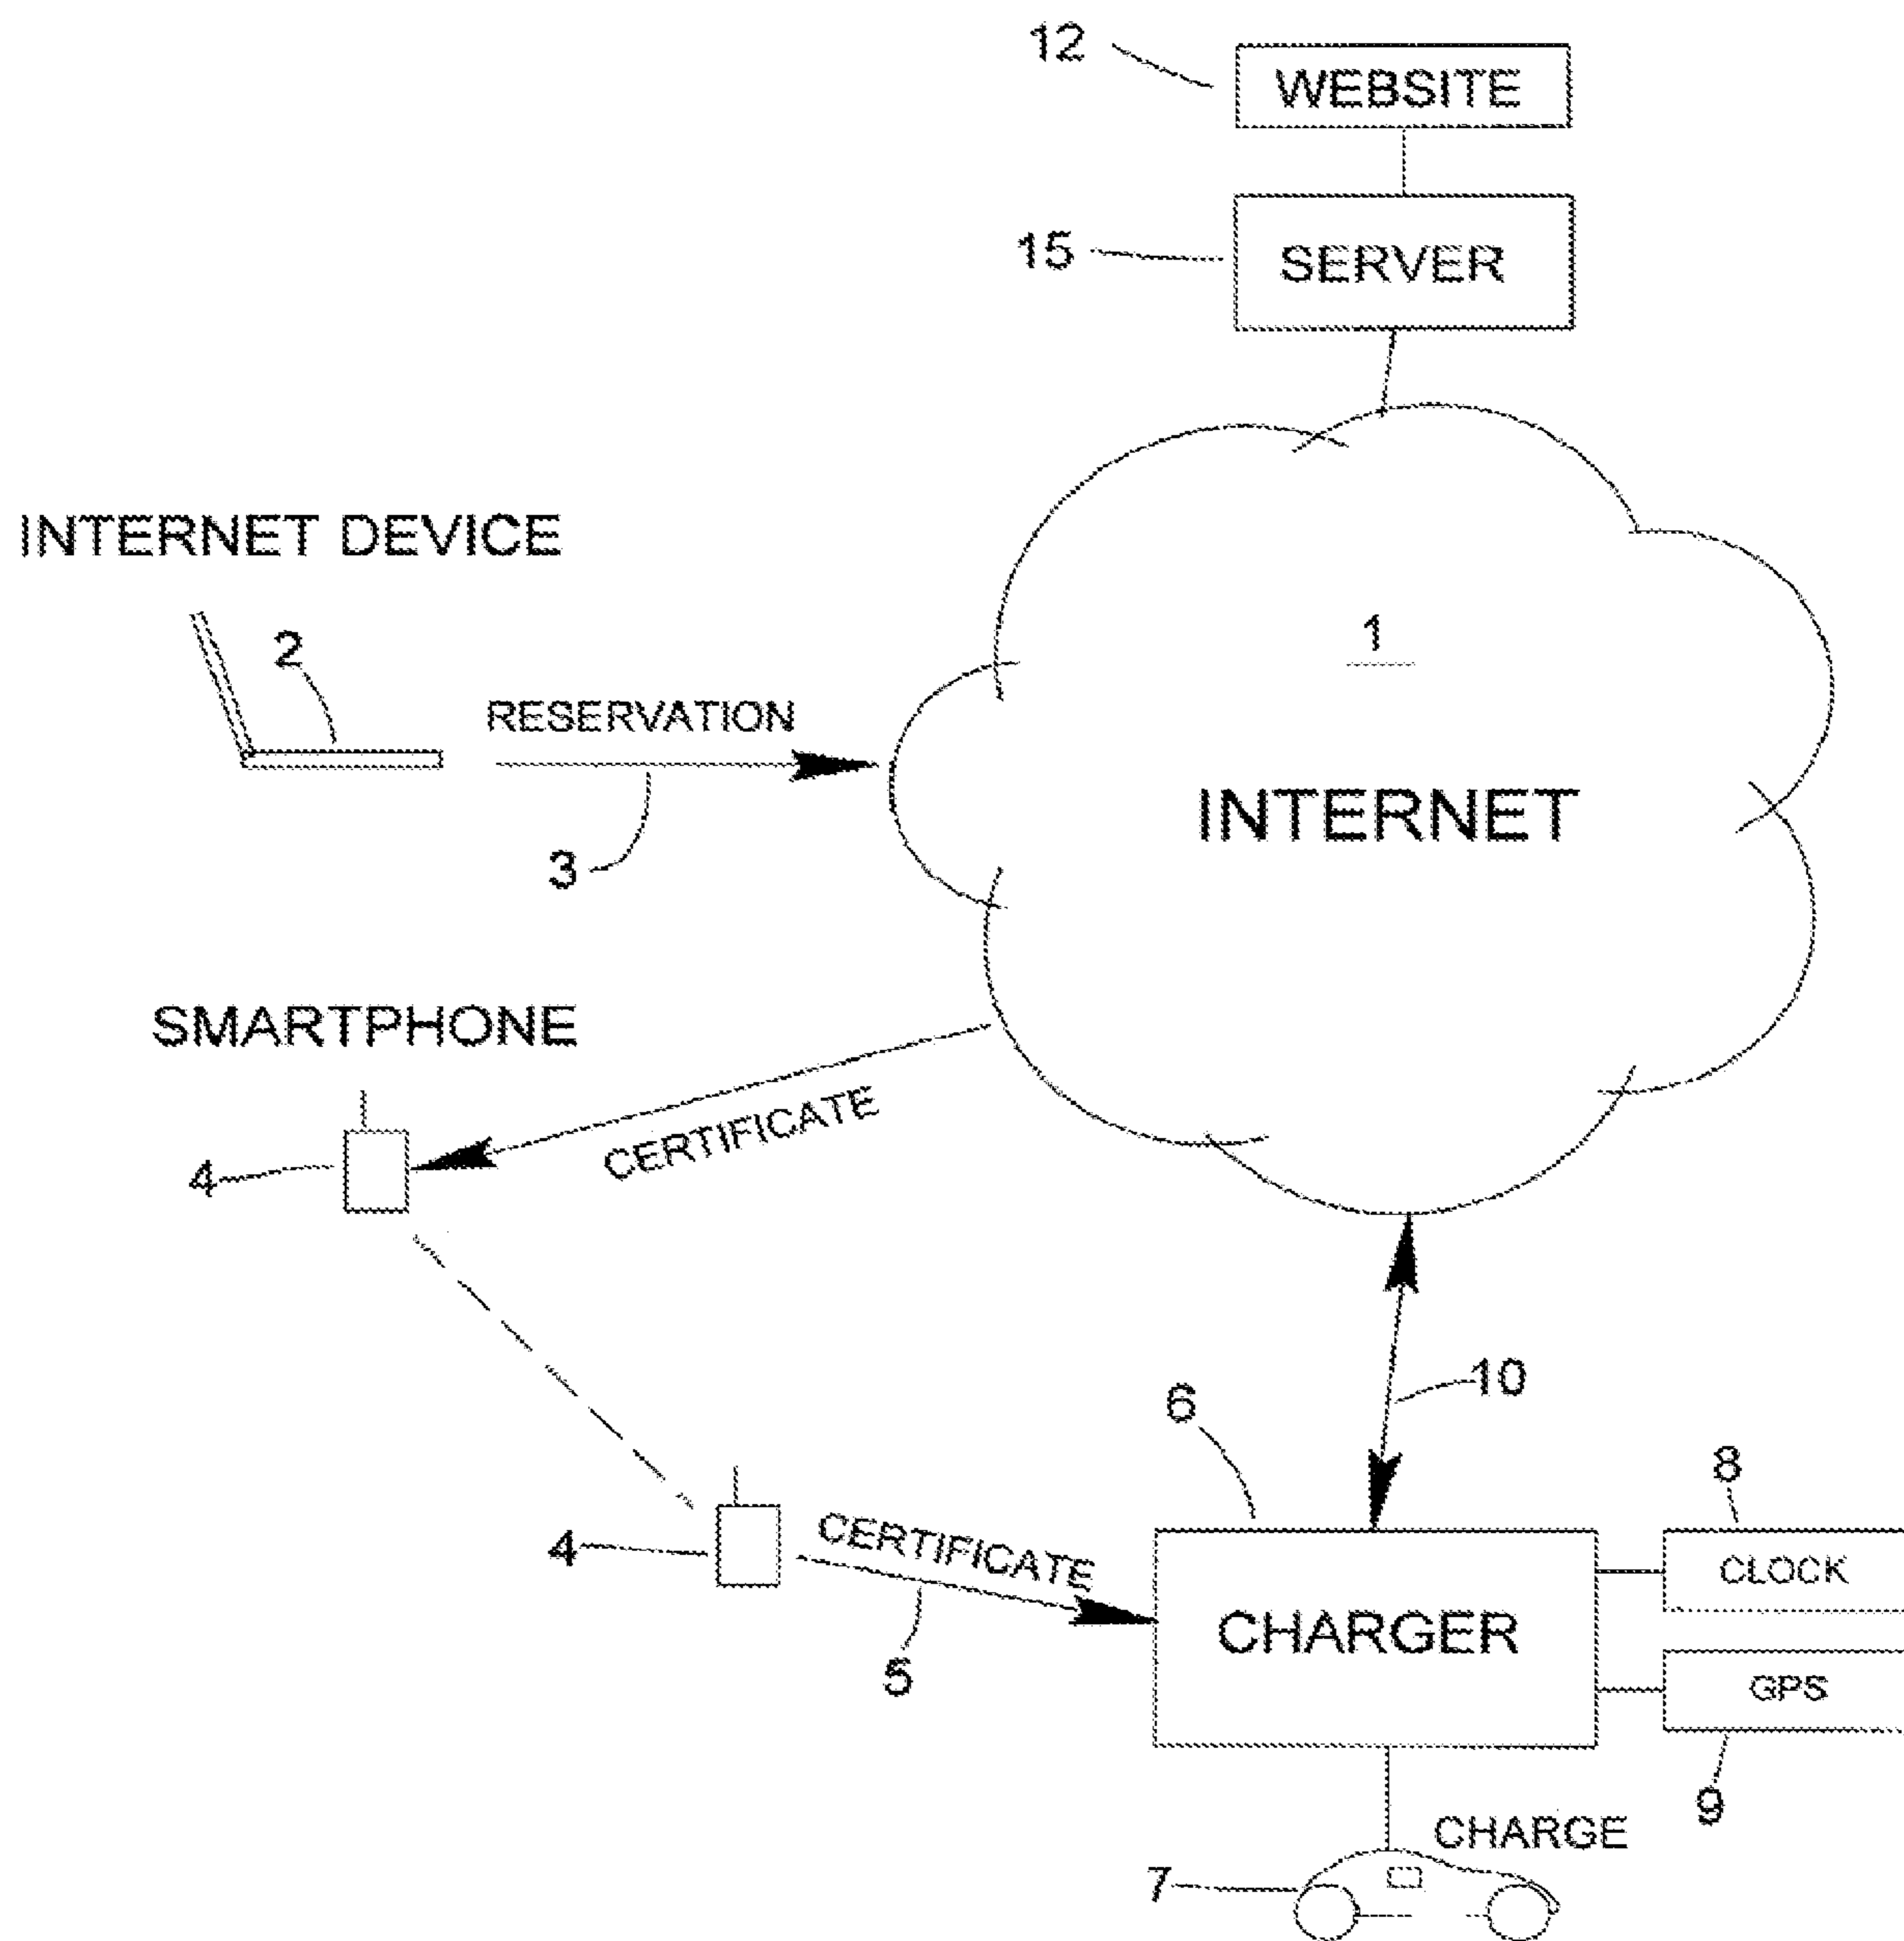 12
WEBSITE
15
SERVER
INTERNET DEVICE
2
RESERVATION
3
1
INTERNET
SMARTPHONE
4
CERTIFICATE
10
6
8
4
CERTIFICATE
5
CHARGER
CLOCK
GPS
9
CHARGE
7